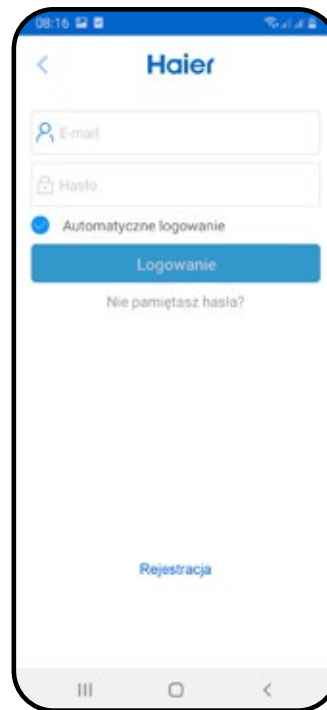 08:16
Haier
E-mail
Hasło
Automatyczne logowanie
Logowanie
Nie pamiętasz hasła?
Rejestracja